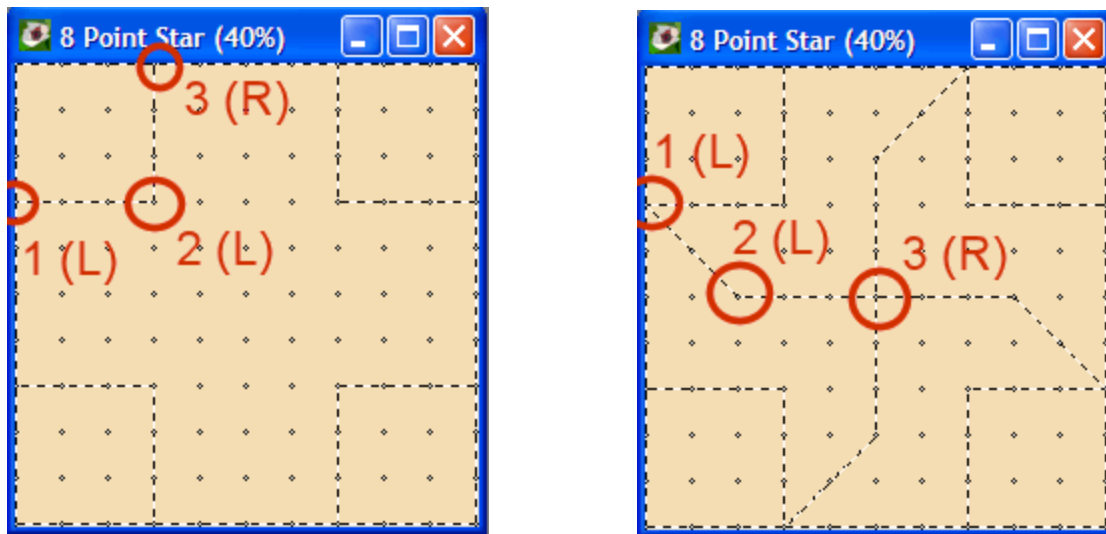 8 Point Star (40%)
3 (R)
1 (L)
2 (L)
8 Point Star (40%)
1 (L)
2 (L)
3 (R)